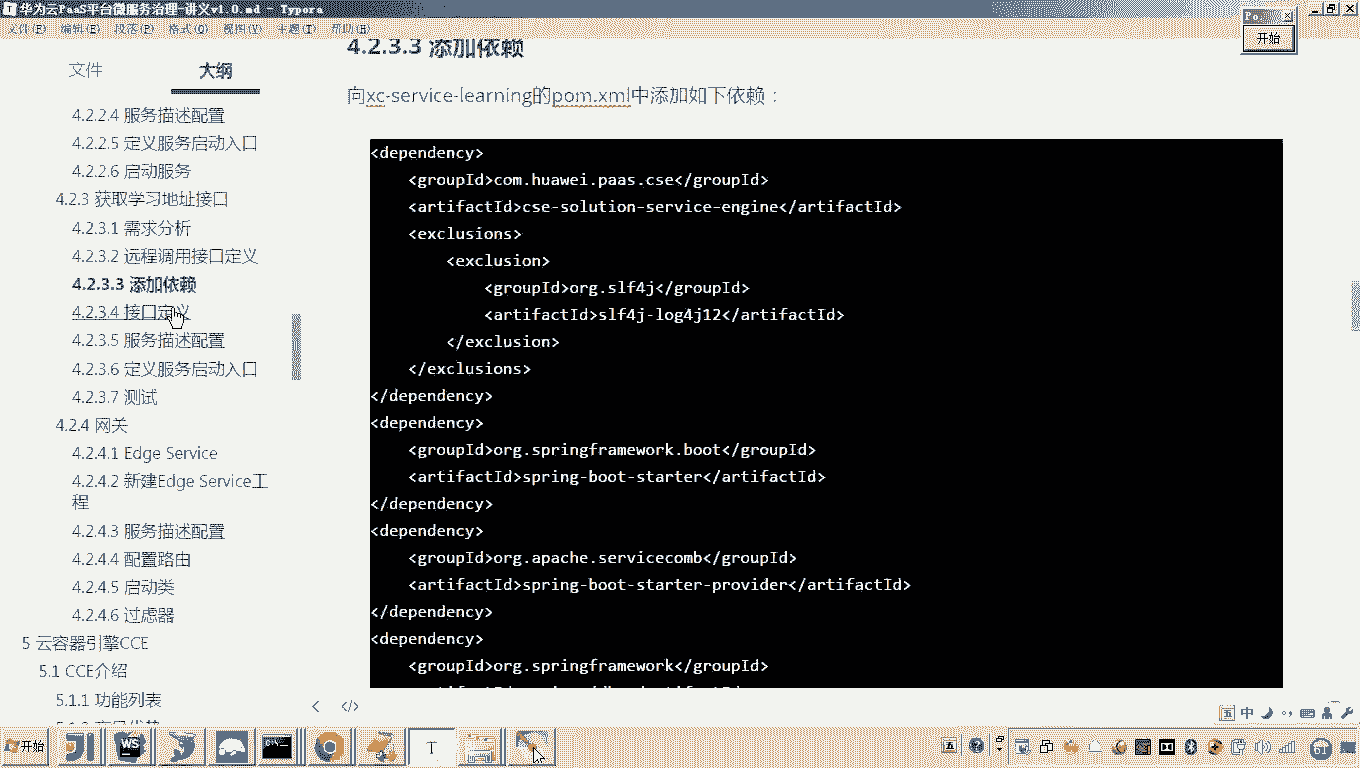 华为云PaaS平台微服务治理-讲义v1.0.md - Typora
文件(F) 编辑(E) 段落(P) 格式(O) 视图(V) 主题(T) 帮助(H)
开始
文件
大纲
4.2.2.4 服务描述配置
4.2.2.5 定义服务启动入口
4.2.2.6 启动服务
4.2.3 获取学习地址接口
4.2.3.1 需求分析
4.2.3.2 远程调用接口定义
4.2.3.3 添加依赖
4.2.3.4 接口定义
4.2.3.5 服务描述配置
4.2.3.6 定义服务启动入口
4.2.3.7 测试
4.2.4 网关
4.2.4.1 Edge Service
4.2.4.2 新建Edge Service工
程
4.2.4.3 服务描述配置
4.2.4.4 配置路由
4.2.4.5 启动类
4.2.4.6 过滤器
5 云容器引擎CCE
5.1 CCE介绍
5.1.1 功能列表
4.2.3.3 添加依赖
向xc-service-learning的pom.xml中添加如下依赖：
<dependency>
<groupId>com.huawei.paas.cse</groupId>
<artifactId>cse-solution-service-engine</artifactId>
<exclusions>
<exclusion>
<groupId>org.slf4j</groupId>
<artifactId>slf4j-log4j12</artifactId>
</exclusion>
</exclusions>
</dependency>
<dependency>
<groupId>org.springframework.boot</groupId>
<artifactId>spring-boot-starter</artifactId>
</dependency>
<dependency>
<groupId>org.apache.servicecomb</groupId>
<artifactId>spring-boot-starter-provider</artifactId>
</dependency>
<dependency>
<groupId>org.springframework</groupId>
五 中
开始
WS
T
五
61